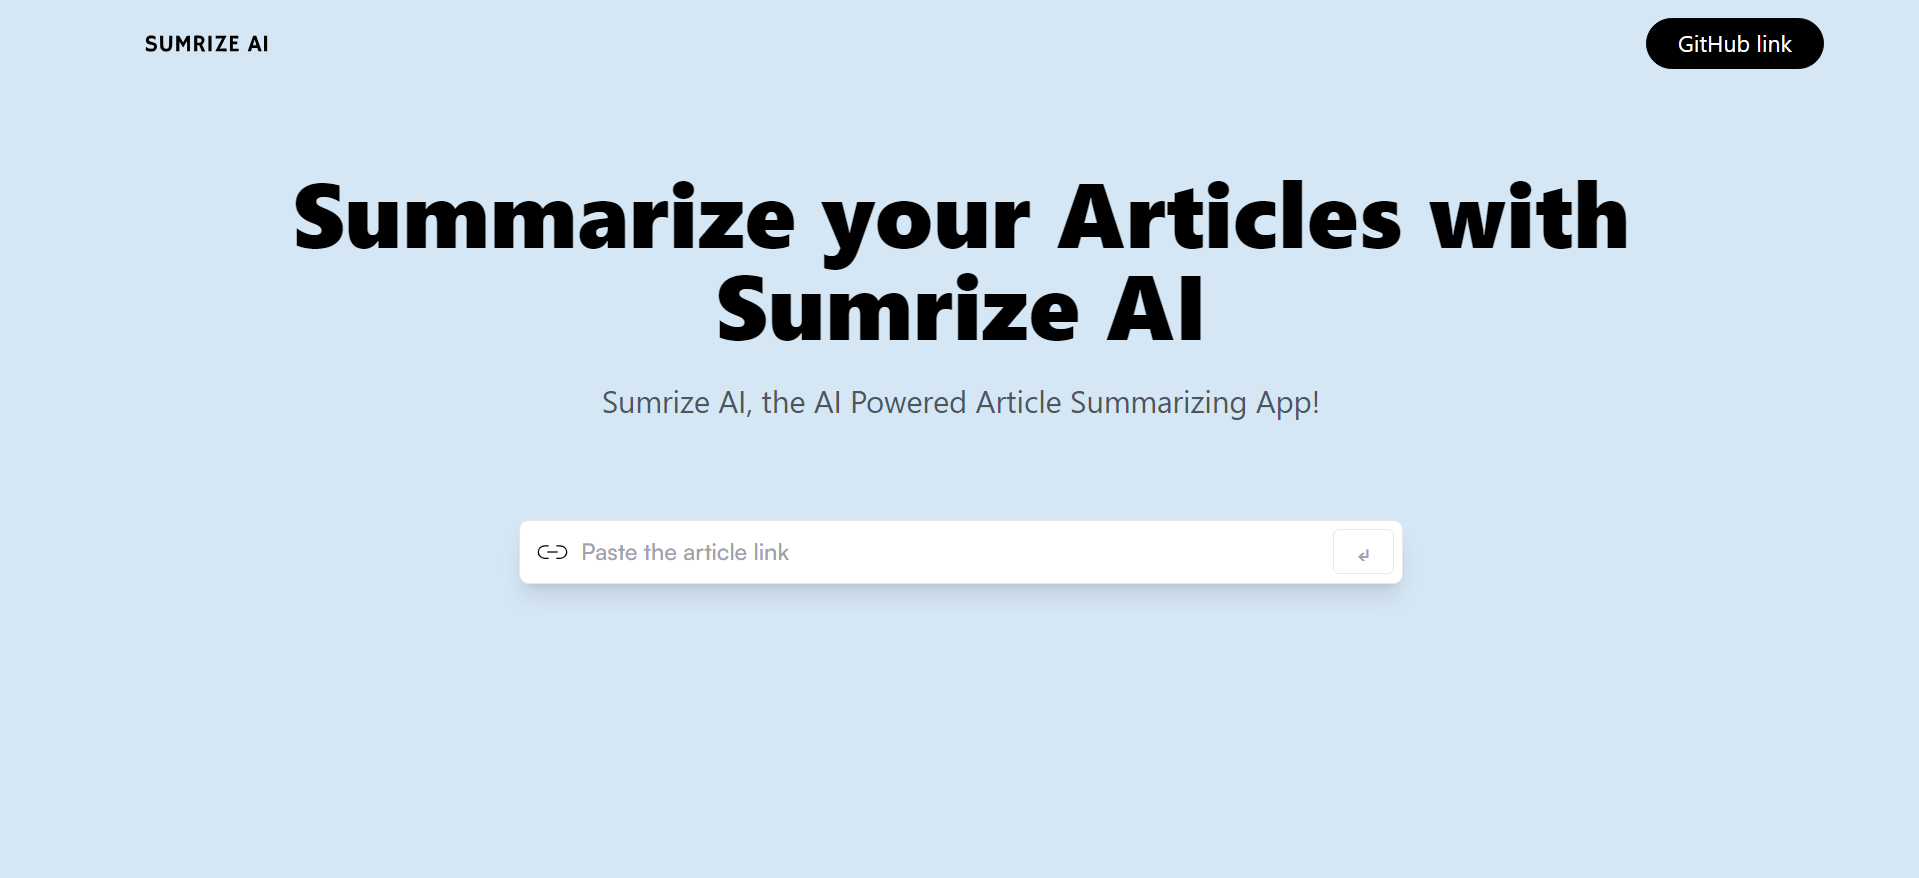 SUMRIZE AI
GitHub link
Summarize your Articles with
Sumrize AI
Sumrize AI, the AI Powered Article Summarizing App!
Paste the article link
↲